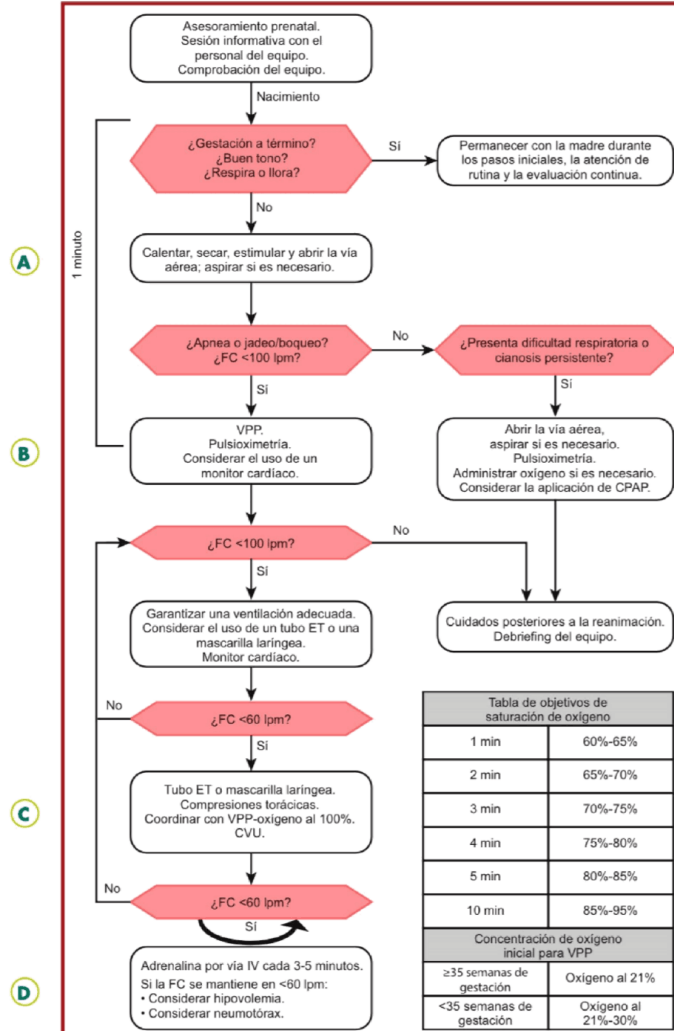 Asesoramiento prenatal.
Sesión informativa con el
personal del equipo.
Comprobación del equipo.
Nacimiento
1 minuto
¿Gestación a término?
¿Buen tono?
¿Respira o llora?
Sí
Permanecer con la madre durante
los pasos iniciales, la atención de
rutina y la evaluación continua.
No
A
Calentar, secar, estimular y abrir la vía
aérea; aspirar si es necesario.
¿Apnea o jadeo/boqueo?
¿FC <100 lpm?
No
¿Presenta dificultad respiratoria o
cianosis persistente?
Sí
Sí
B
VPP.
Pulsioximetría.
Considerar el uso de un
monitor cardíaco.
Abrir la vía aérea,
aspirar si es necesario.
Pulsioximetría.
Administrar oxígeno si es necesario.
Considerar la aplicación de CPAP.
¿FC <100 lpm?
No
Sí
Garantizar una ventilación adecuada.
Considerar el uso de un tubo ET o una
mascarilla laríngea.
Monitor cardíaco.
Cuidados posteriores a la reanimación.
Debriefing del equipo.
No
¿FC <60 lpm?
Sí
C
Tubo ET o mascarilla laríngea.
Compresiones torácicas.
Coordinar con VPP-oxígeno al 100%.
CVU.
No
¿FC <60 lpm?
Sí
D
Adrenalina por vía IV cada 3-5 minutos.
Si la FC se mantiene en <60 lpm:
• Considerar hipovolemia.
• Considerar neumotórax.
Tabla de objetivos de
saturación de oxígeno
1 min 60%-65%
2 min 65%-70%
3 min 70%-75%
4 min 75%-80%
5 min 80%-85%
10 min 85%-95%
Concentración de oxígeno
inicial para VPP
≥35 semanas de
gestación
Oxígeno al 21%
<35 semanas de
gestación
Oxígeno al
21%-30%